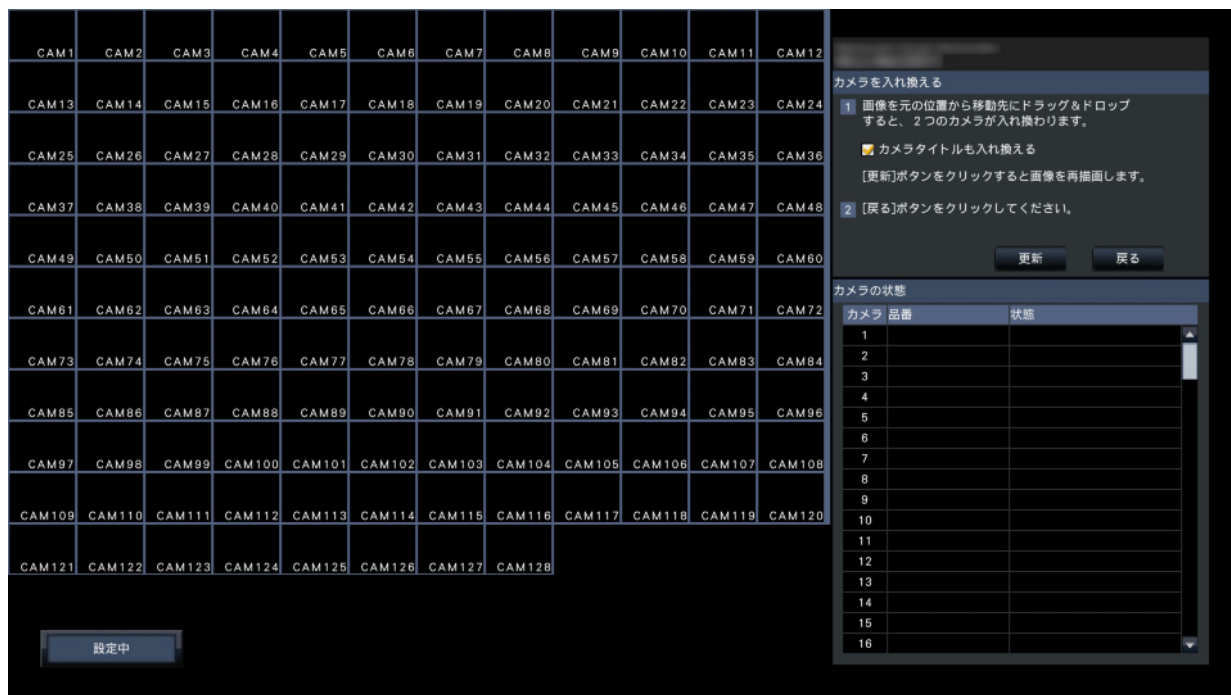 CAM1 CAM2 CAM3 CAM4 CAM5 CAM6 CAM7 CAM8 CAM9 CAM10 CAM11 CAM12
CAM13 CAM14 CAM15 CAM16 CAM17 CAM18 CAM19 CAM20 CAM21 CAM22 CAM23 CAM24
CAM25 CAM26 CAM27 CAM28 CAM29 CAM30 CAM31 CAM32 CAM33 CAM34 CAM35 CAM36
CAM37 CAM38 CAM39 CAM40 CAM41 CAM42 CAM43 CAM44 CAM45 CAM46 CAM47 CAM48
CAM49 CAM50 CAM51 CAM52 CAM53 CAM54 CAM55 CAM56 CAM57 CAM58 CAM59 CAM60
CAM61 CAM62 CAM63 CAM64 CAM65 CAM66 CAM67 CAM68 CAM69 CAM70 CAM71 CAM72
CAM73 CAM74 CAM75 CAM76 CAM77 CAM78 CAM79 CAM80 CAM81 CAM82 CAM83 CAM84
CAM85 CAM86 CAM87 CAM88 CAM89 CAM90 CAM91 CAM92 CAM93 CAM94 CAM95 CAM96
CAM97 CAM98 CAM99 CAM100 CAM101 CAM102 CAM103 CAM104 CAM105 CAM106 CAM107 CAM108
CAM109 CAM110 CAM111 CAM112 CAM113 CAM114 CAM115 CAM116 CAM117 CAM118 CAM119 CAM120
CAM121 CAM122 CAM123 CAM124 CAM125 CAM126 CAM127 CAM128
設定中
カメラを入れ換える
1 画像を元の位置から移動先にドラッグ&ドロップ
すると、２つのカメラが入れ換わります。
カメラタイトルも入れ換える
[更新]ボタンをクリックすると画像を再描画します。
2 [戻る]ボタンをクリックしてください。
更新 戻る
カメラの状態
カメラ 品番 状態
1
2
3
4
5
6
7
8
9
10
11
12
13
14
15
16